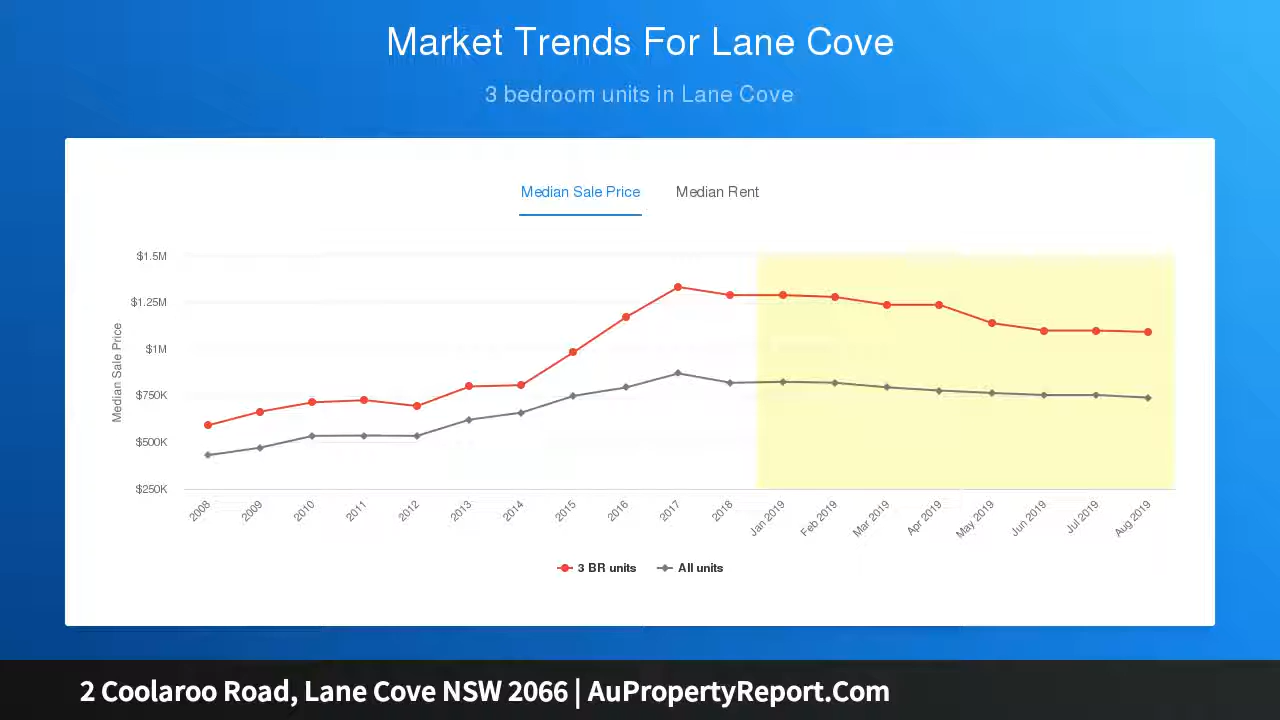 Market Trends For Lane Cove
3 bedroom units in Lane Cove
Median Sale Price Median Rent
$1.5M
$1.25M
$1M
$750K
$500K
$250K
Median Sale Price
2008 2009 2010 2011 2012 2013 2014 2015 2016 2017 2018 Jan 2019 Feb 2019 Mar 2019 Apr 2019 May 2019 Jun 2019 Jul 2019 Aug 2019
3 BR units All units
2 Coolaroo Road, Lane Cove NSW 2066 | AuPropertyReport.Com